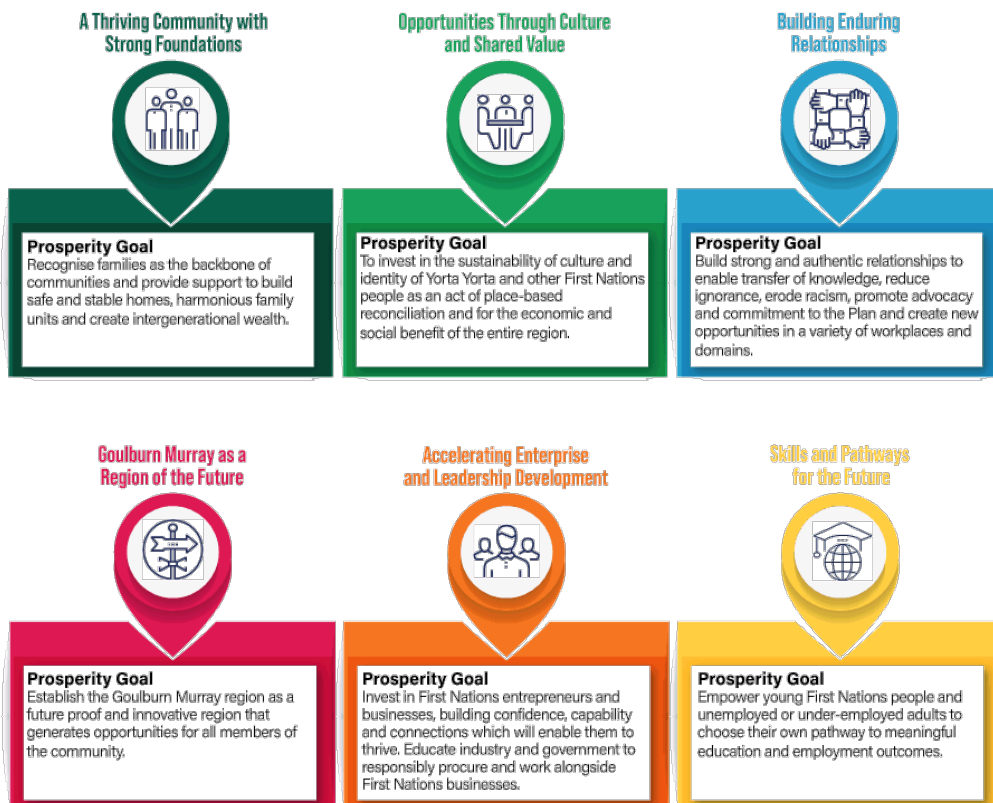 A Thriving Community with
Strong Foundations
Prosperity Goal
Recognise families as the backbone of
communities and provide support to build
safe and stable homes, harmonious family
units and create intergenerational wealth.
Opportunities Through Culture
and Shared Value
Prosperity Goal
To invest in the sustainability of culture and
identity of Yorta Yorta and other First Nations
people as an act of place-based
reconciliation and for the economic and
social benefit of the entire region.
Building Enduring
Relationships
Prosperity Goal
Build strong and authentic relationships to
enable transfer of knowledge, reduce
ignorance, erode racism, promote advocacy
and commitment to the Plan and create new
opportunities in a variety of workplaces and
domains.
Goulburn Murray as a
Region of the Future
Prosperity Goal
Establish the Goulburn Murray region as a
future proof and innovative region that
generates opportunities for all members of
the community.
Accelerating Enterprise
and Leadership Development
Prosperity Goal
Invest in First Nations entrepreneurs and
businesses, building confidence, capability
and connections which will enable them to
thrive. Educate industry and government to
responsibly procure and work alongside
First Nations businesses.
Skills and Pathways
for the Future
Prosperity Goal
Empower young First Nations people and
unemployed or under-employed adults to
choose their own pathway to meaningful
education and employment outcomes.